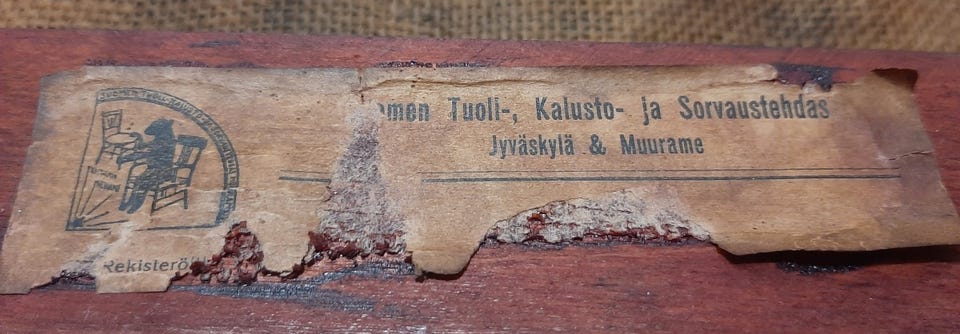 omen Tuoli-, Kalusto- ja Sorvaustehdas
Jyväskylä & Muurame
Rekisterö